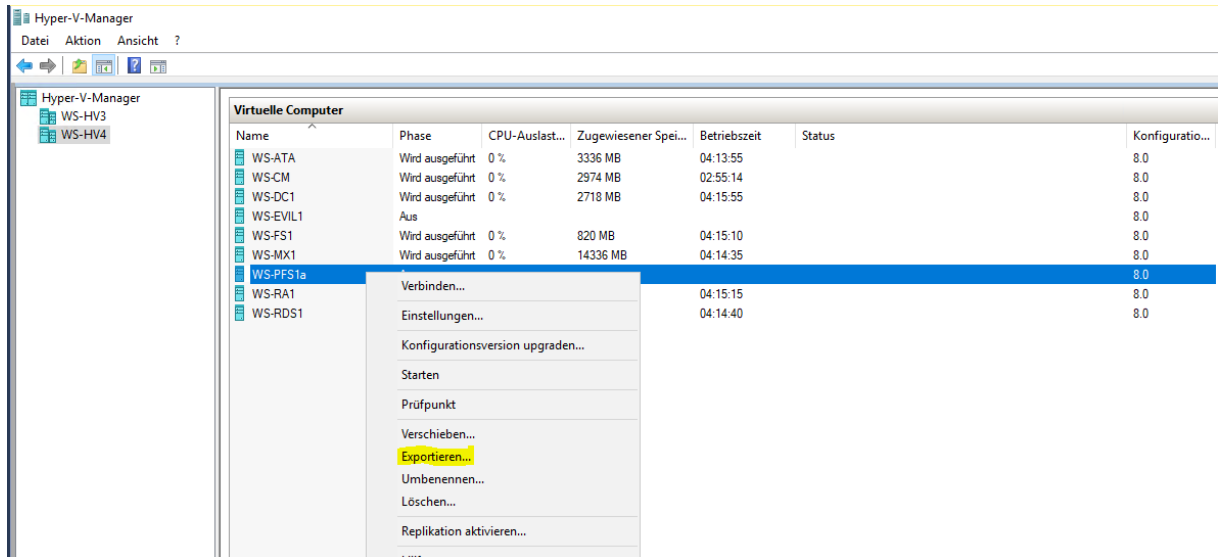 Hyper-V-Manager
Datei Aktion Ansicht ?
Hyper-V-Manager
WS-HV3
WS-HV4
Virtuelle Computer
Name Phase CPU-Auslast... Zugewiesener Spei... Betriebszeit Status Konfiguratio...
WS-ATA Wird ausgeführt 0 % 3336 MB 04:13:55 8.0
WS-CM Wird ausgeführt 0 % 2974 MB 02:55:14 8.0
WS-DC1 Wird ausgeführt 0 % 2718 MB 04:15:55 8.0
WS-EVIL1 Aus 8.0
WS-FS1 Wird ausgeführt 0 % 820 MB 04:15:10 8.0
WS-MX1 Wird ausgeführt 0 % 14336 MB 04:14:35 8.0
WS-PFS1a 8.0
WS-RA1 04:15:15 8.0
WS-RDS1 04:14:40 8.0
Verbinden...
Einstellungen...
Konfigurationsversion upgraden...
Starten
Prüfpunkt
Verschieben...
Exportieren...
Umbenennen...
Löschen...
Replikation aktivieren...